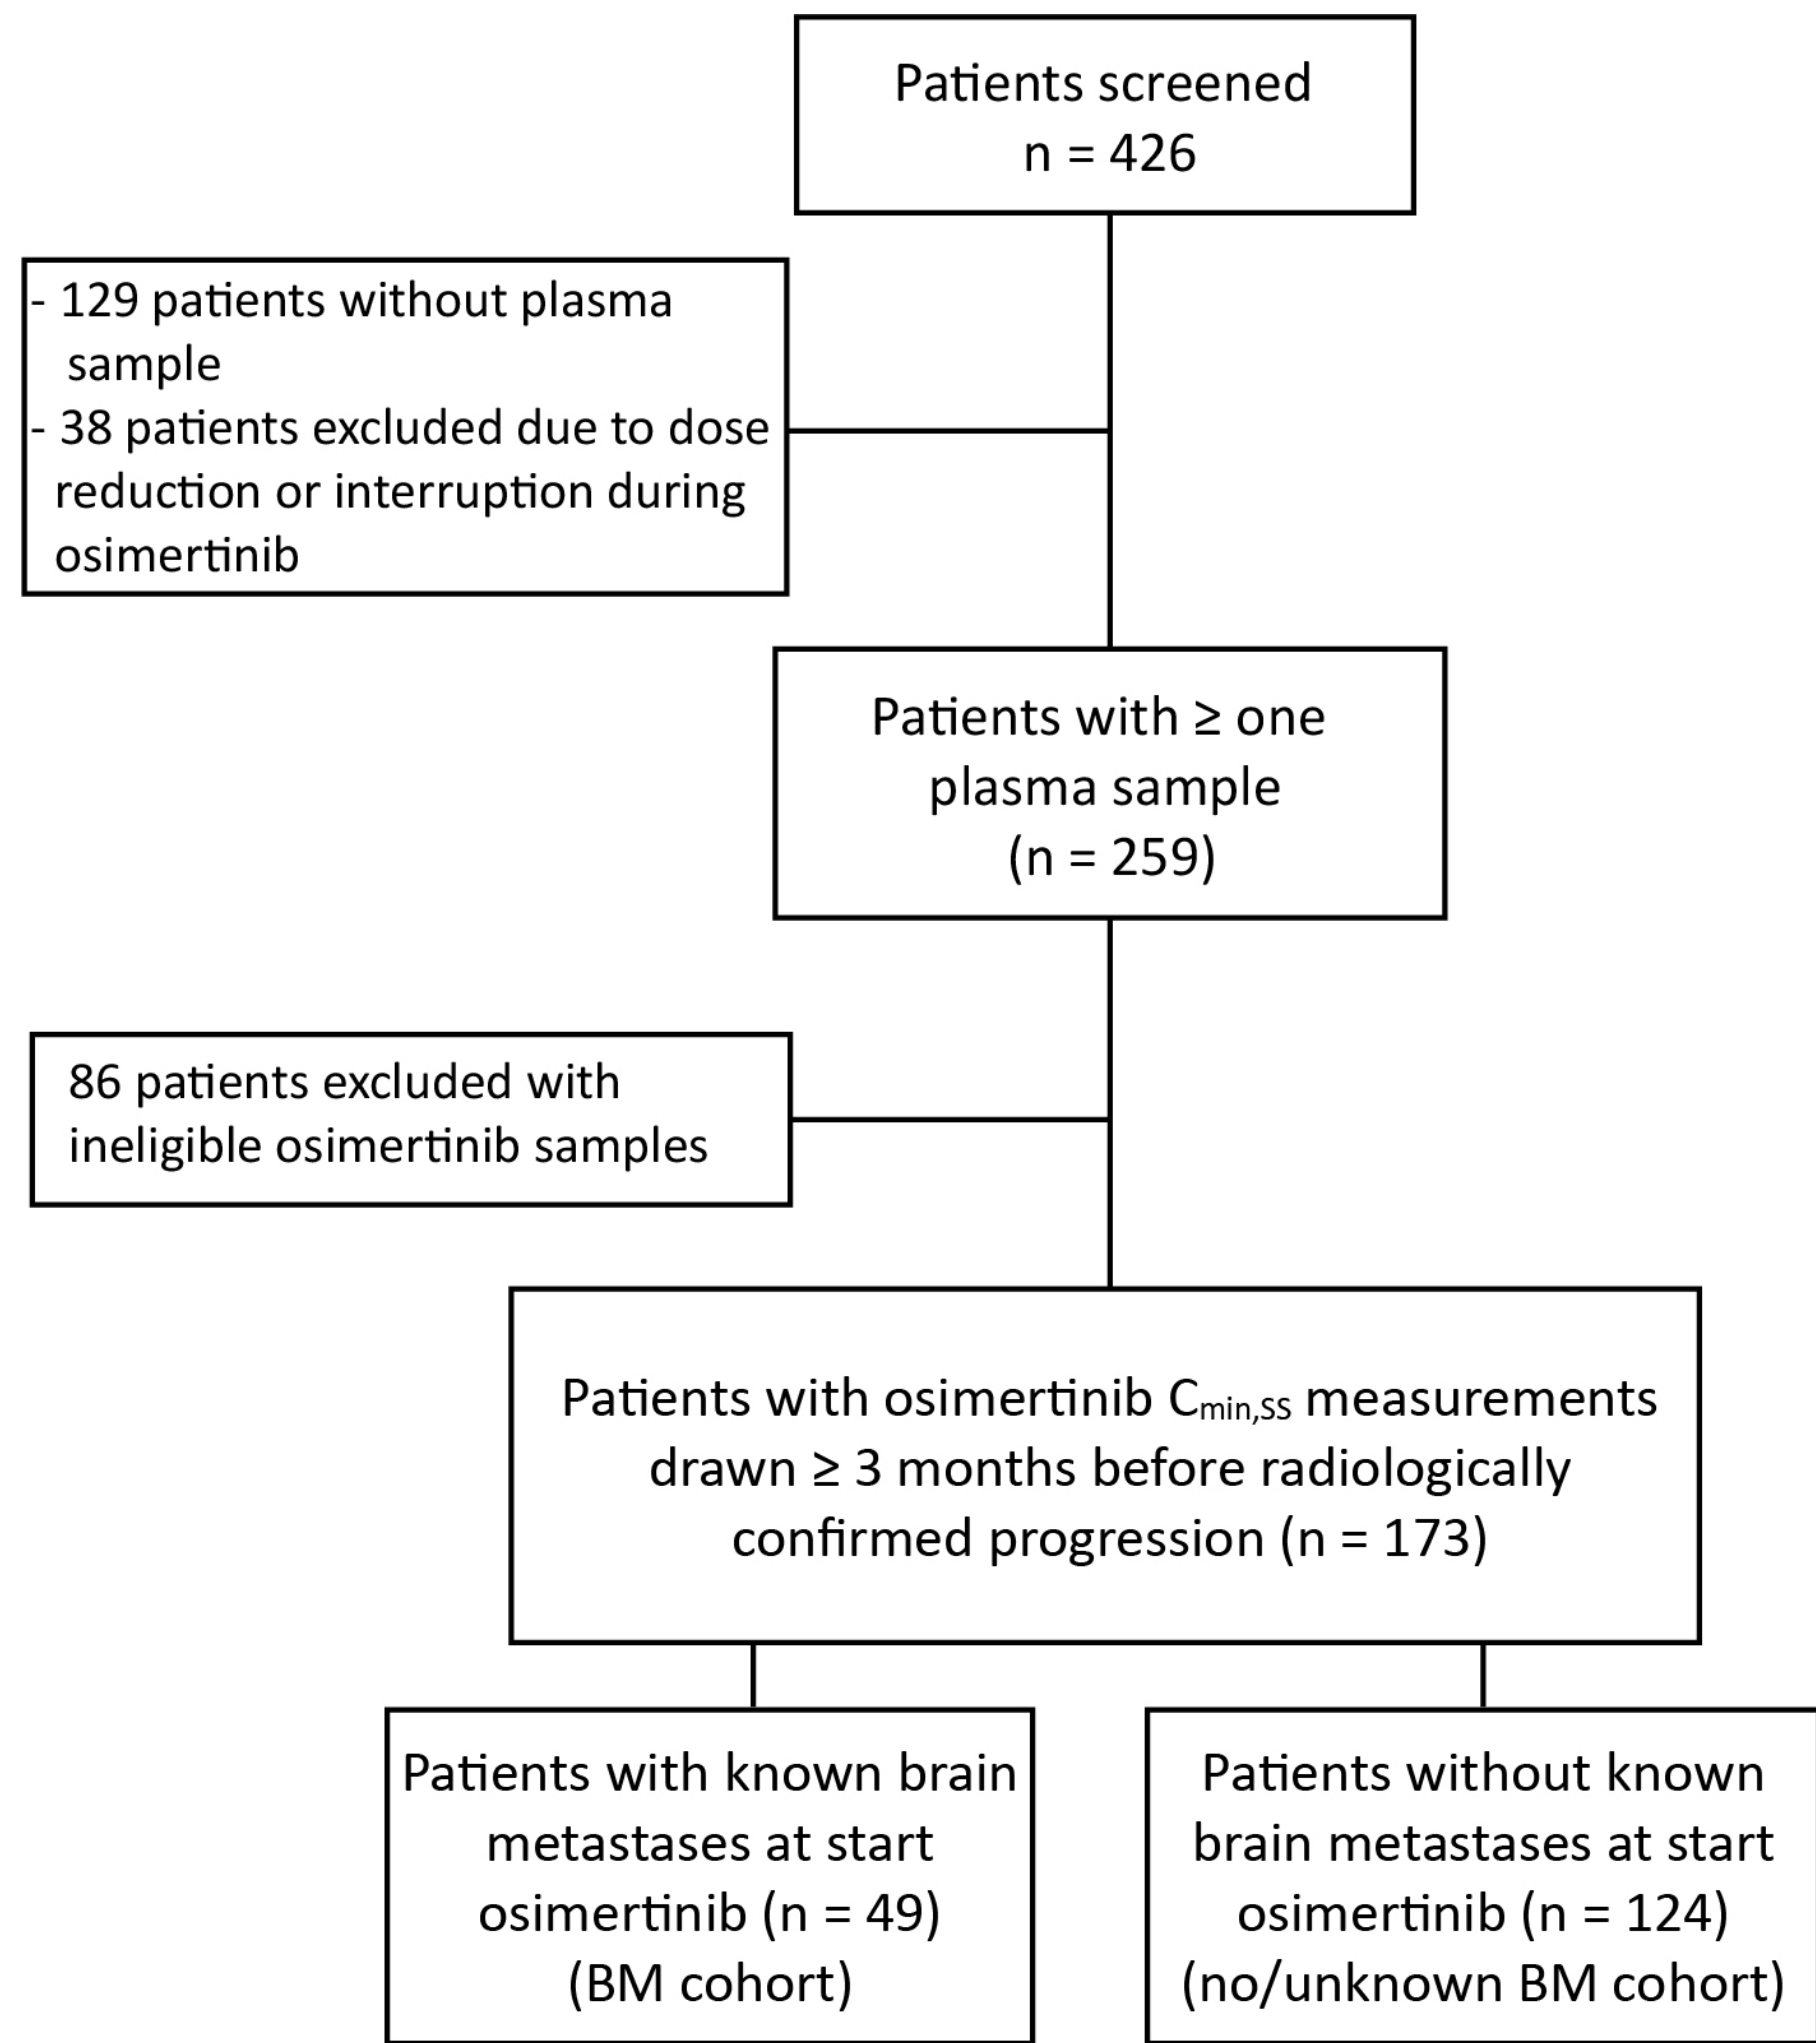 Patients screened
n = 426
- 129 patients without plasma
sample
- 38 patients excluded due to dose
reduction or interruption during
osimertinib
Patients with ≥ one
plasma sample
(n = 259)
86 patients excluded with
ineligible osimertinib samples
Patients with osimertinib Cmin,SS measurements
drawn ≥ 3 months before radiologically
confirmed progression (n = 173)
Patients with known brain
metastases at start
osimertinib (n = 49)
(BM cohort)
Patients without known
brain metastases at start
osimertinib (n = 124)
(no/unknown BM cohort)